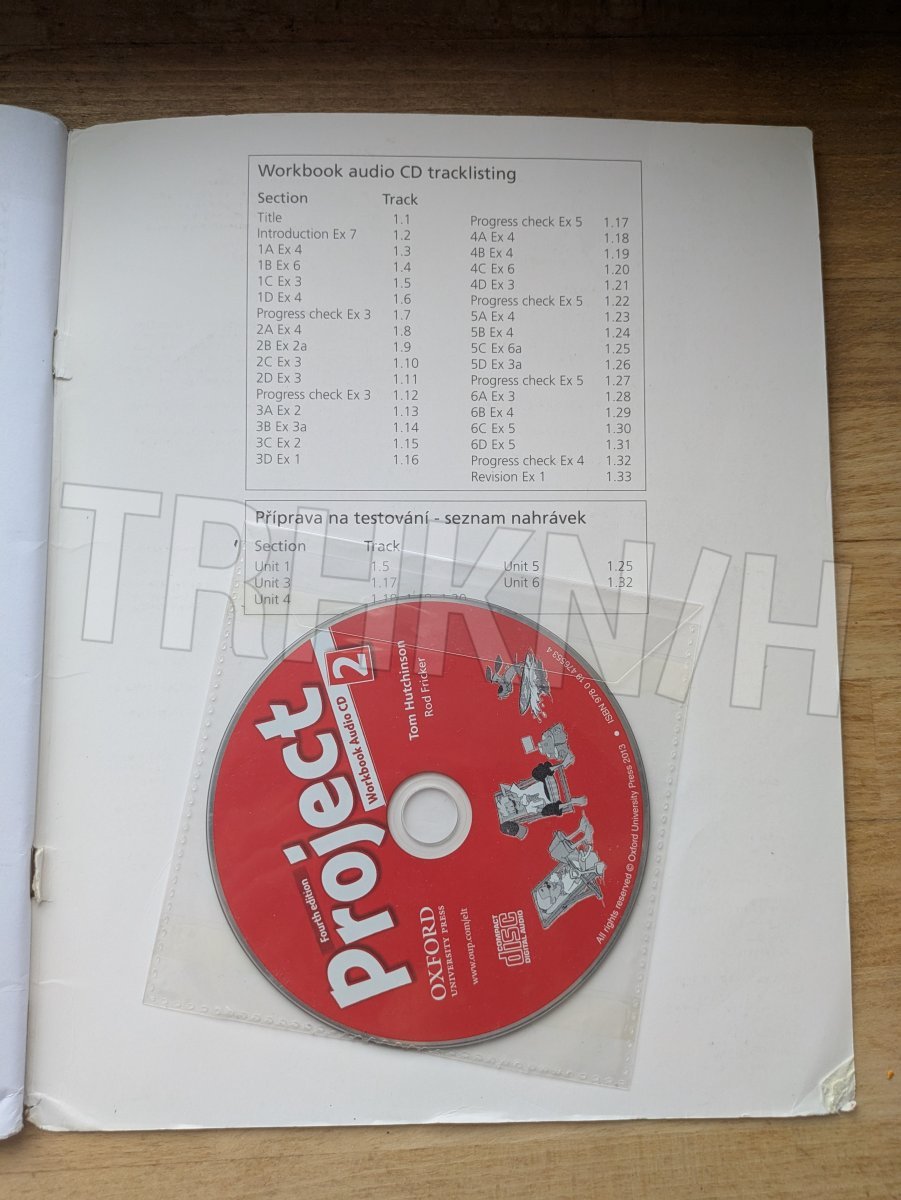 Workbook audio CD tracklisting
Section Track
Title 1.1
Introduction Ex 7 1.2
1A Ex 4 1.3
1B Ex 6 1.4
1C Ex 3 1.5
1D Ex 4 1.6
Progress check Ex 3 1.7
2A Ex 4 1.8
2B Ex 2a 1.9
2C Ex 3 1.10
2D Ex 3 1.11
Progress check Ex 3 1.12
3A Ex 2 1.13
3B Ex 3a 1.14
3C Ex 2 1.15
3D Ex 1 1.16
Progress check Ex 5 1.17
4A Ex 4 1.18
4B Ex 4 1.19
4C Ex 6 1.20
4D Ex 3 1.21
Progress check Ex 5 1.22
5A Ex 4 1.23
5B Ex 4 1.24
5C Ex 6a 1.25
5D Ex 3a 1.26
Progress check Ex 5 1.27
6A Ex 3 1.28
6B Ex 4 1.29
6C Ex 5 1.30
6D Ex 5 1.31
Progress check Ex 4 1.32
Revision Ex 1 1.33
Příprava na testování - seznam nahrávek
Section Track
Unit 1 1.5
Unit 3 1.17
Unit 4
Unit 5 1.25
Unit 6 1.32
TRHKNIH
Fourth edition
project
Workbook Audio CD 2
Tom Hutchinson
Rod Fricker
OXFORD
UNIVERSITY PRESS
www.oup.com/elt
COMPACT
disc
DIGITAL AUDIO
All rights reserved © Oxford University Press 2013 • ISBN 978 0 19 476553 4